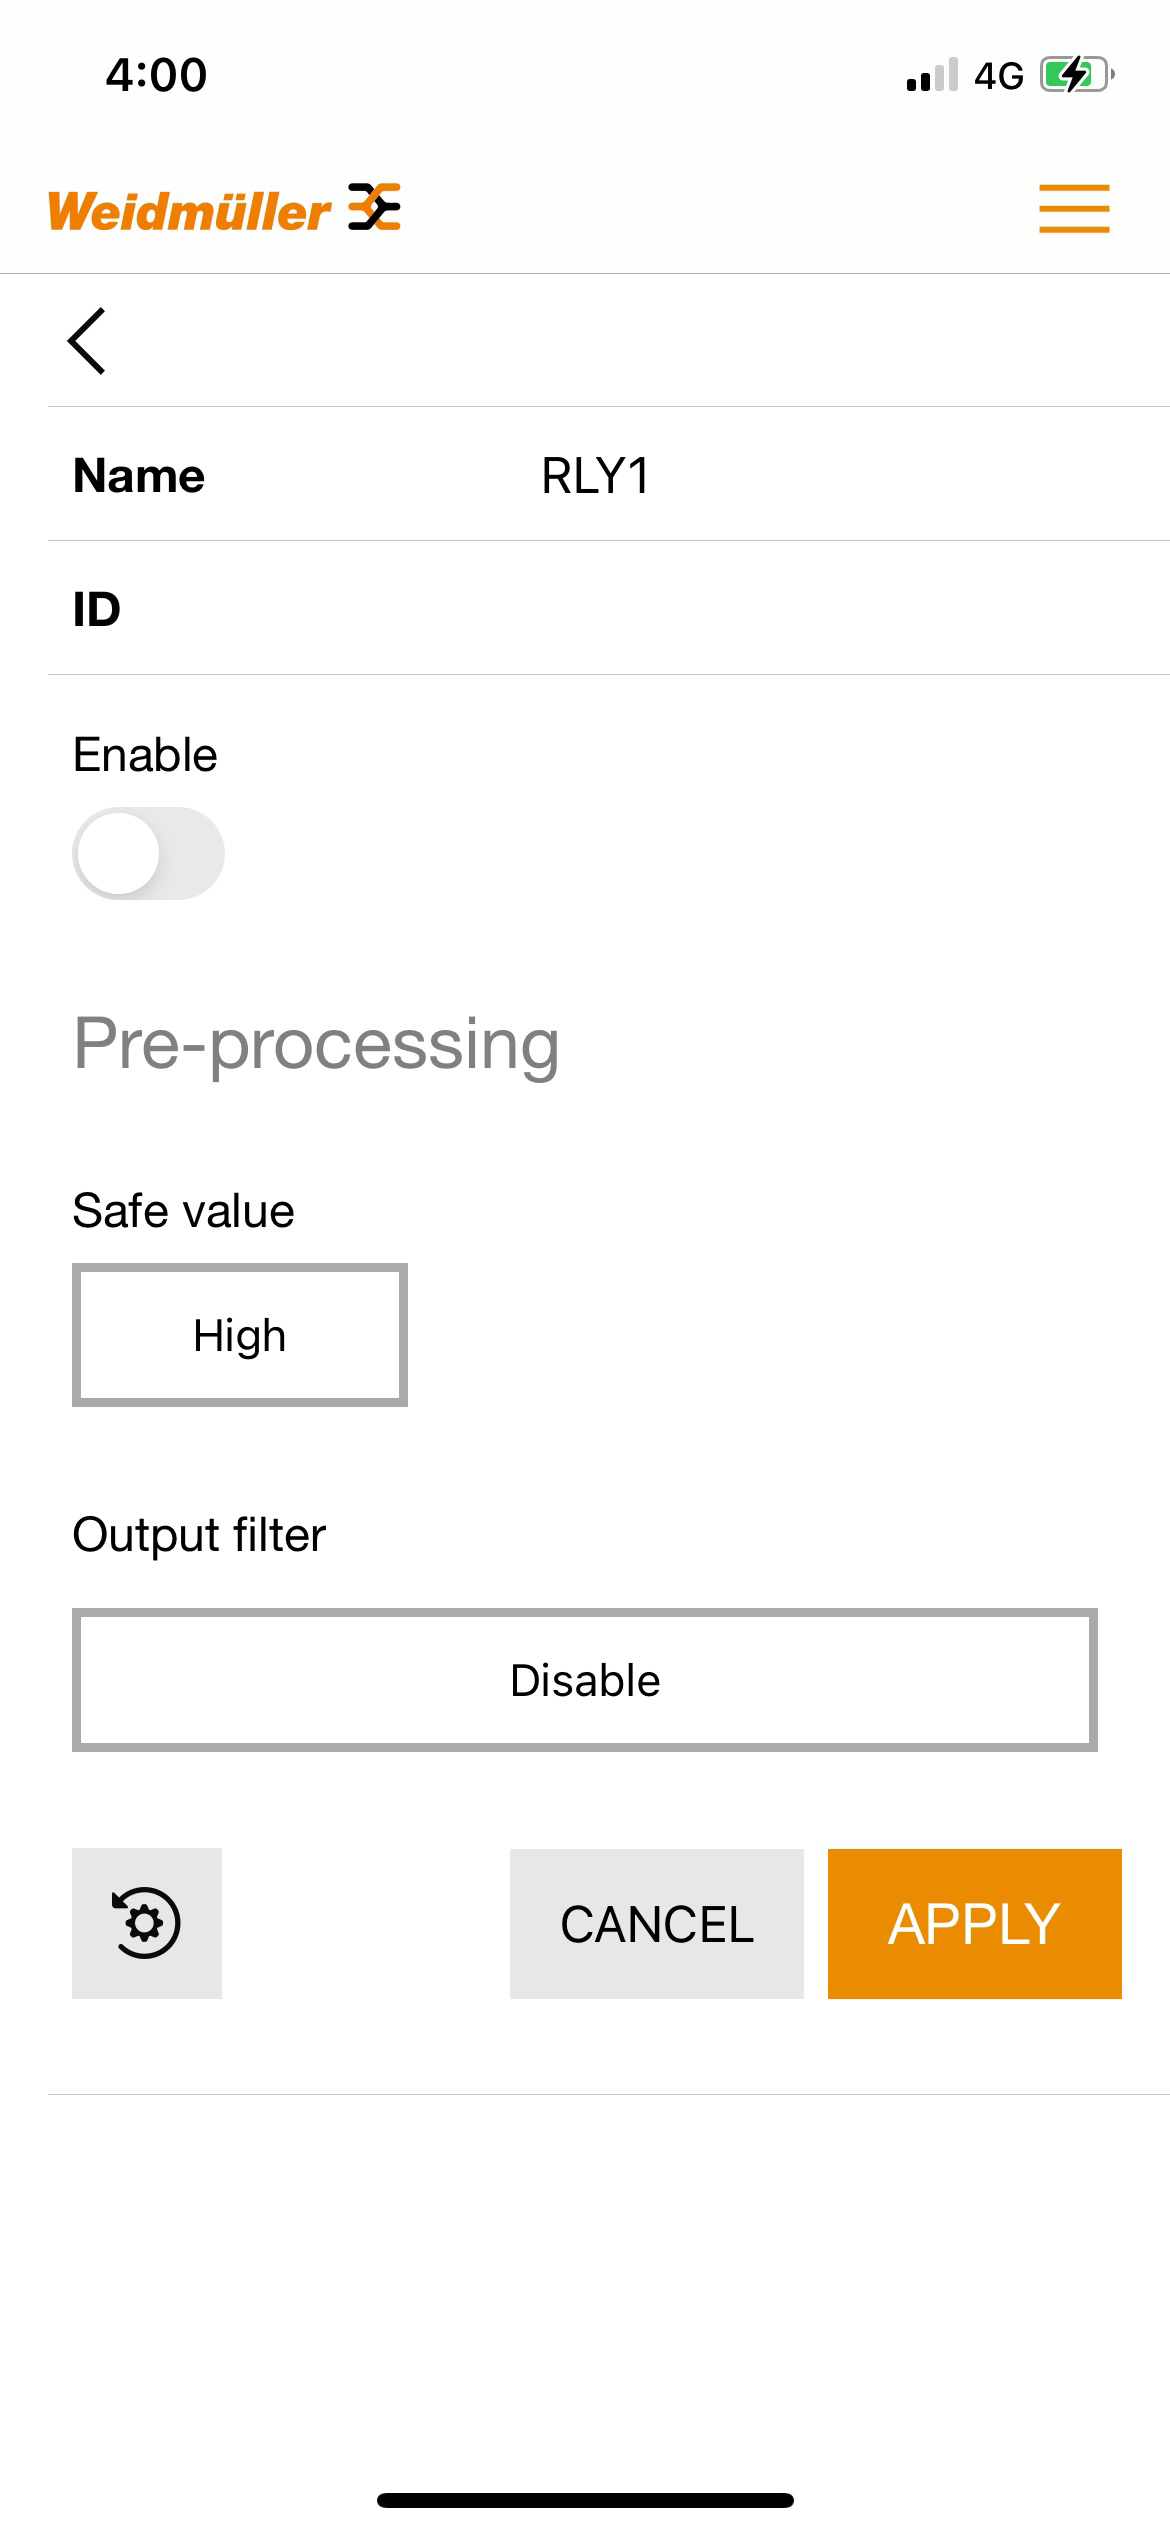 4:00
4G
Weidmüller
Name RLY1
ID
Enable
Pre-processing
Safe value
High
Output filter
Disable
CANCEL APPLY